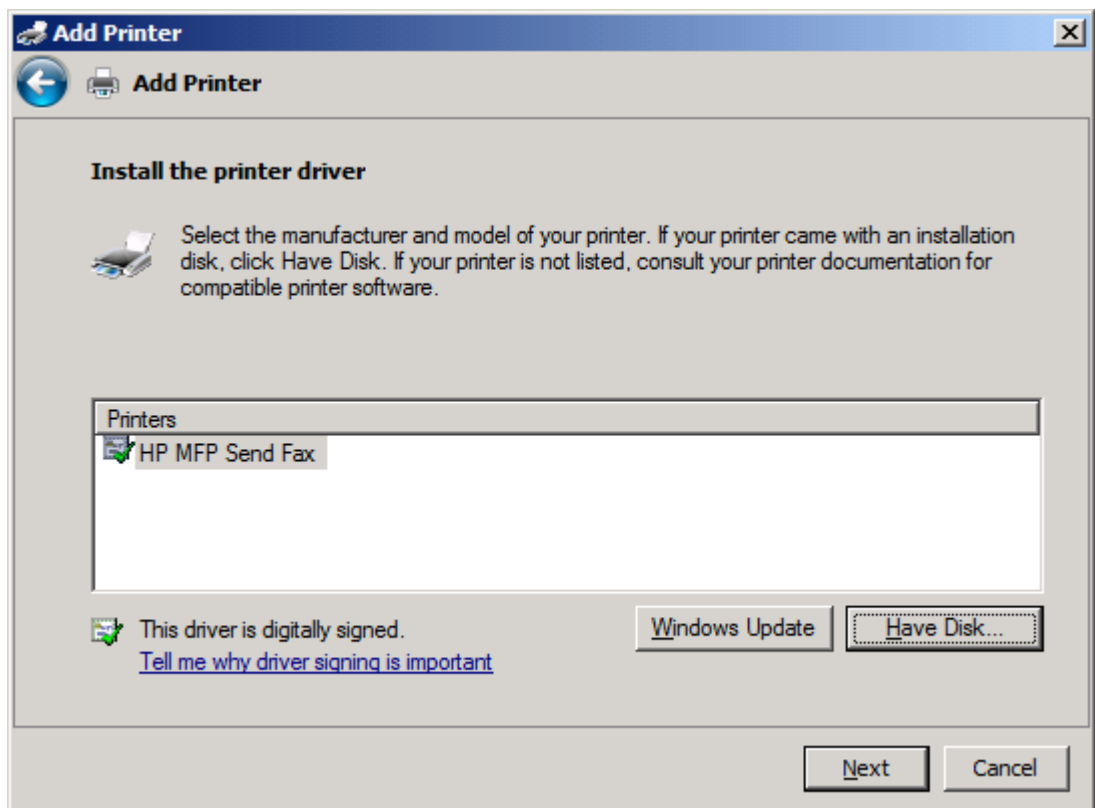 Add Printer
Add Printer
Install the printer driver
Select the manufacturer and model of your printer. If your printer came with an installation
disk, click Have Disk. If your printer is not listed, consult your printer documentation for
compatible printer software.
Printers
HP MFP Send Fax
This driver is digitally signed.
Windows Update
Have Disk...
Tell me why driver signing is important
Next
Cancel